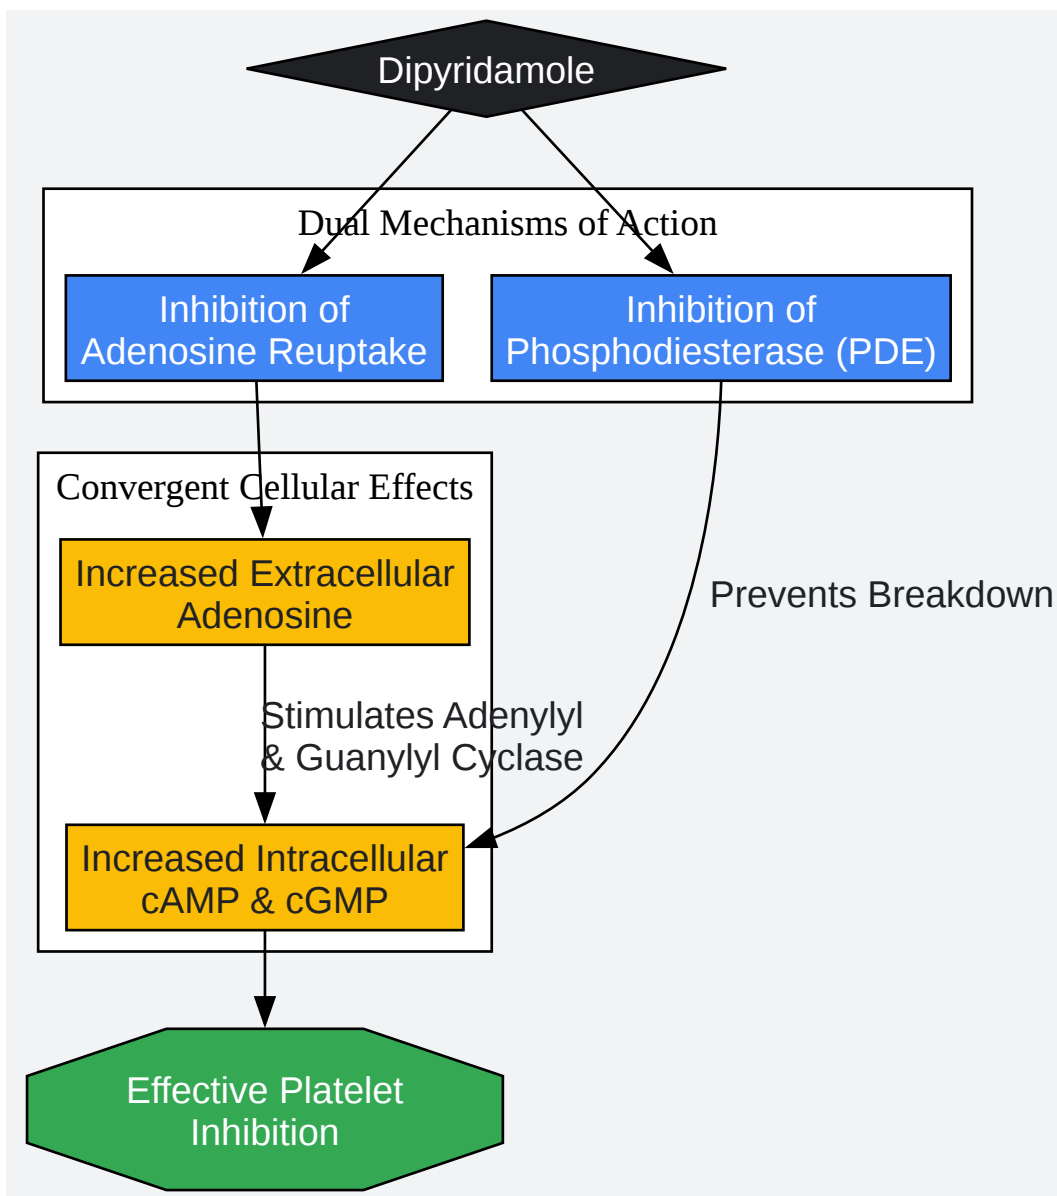 Dipyridamole
Dual Mechanisms of Action
Inhibition of
Adenosine Reuptake
Inhibition of
Phosphodiesterase (PDE)
Convergent Cellular Effects
Increased Extracellular
Adenosine
Prevents Breakdown
Stimulates Adenylyl
& Guanylyl Cyclase
Increased Intracellular
cAMP & cGMP
Effective Platelet
Inhibition